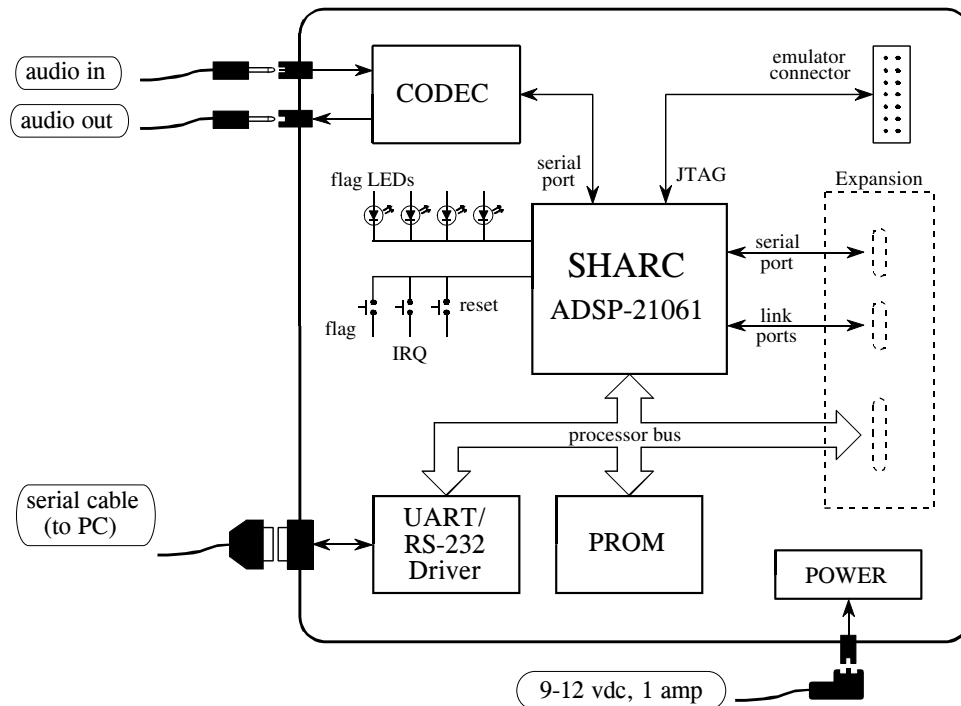 audio in
audio out
CODEC
emulator
connector
serial
port
JTAG
Expansion
flag LEDs
SHARC
ADSP-21061
serial
port
link
ports
flag
IRQ
reset
processor bus
serial cable
(to PC)
UART/
RS-232
Driver
PROM
POWER
9-12 vdc, 1 amp